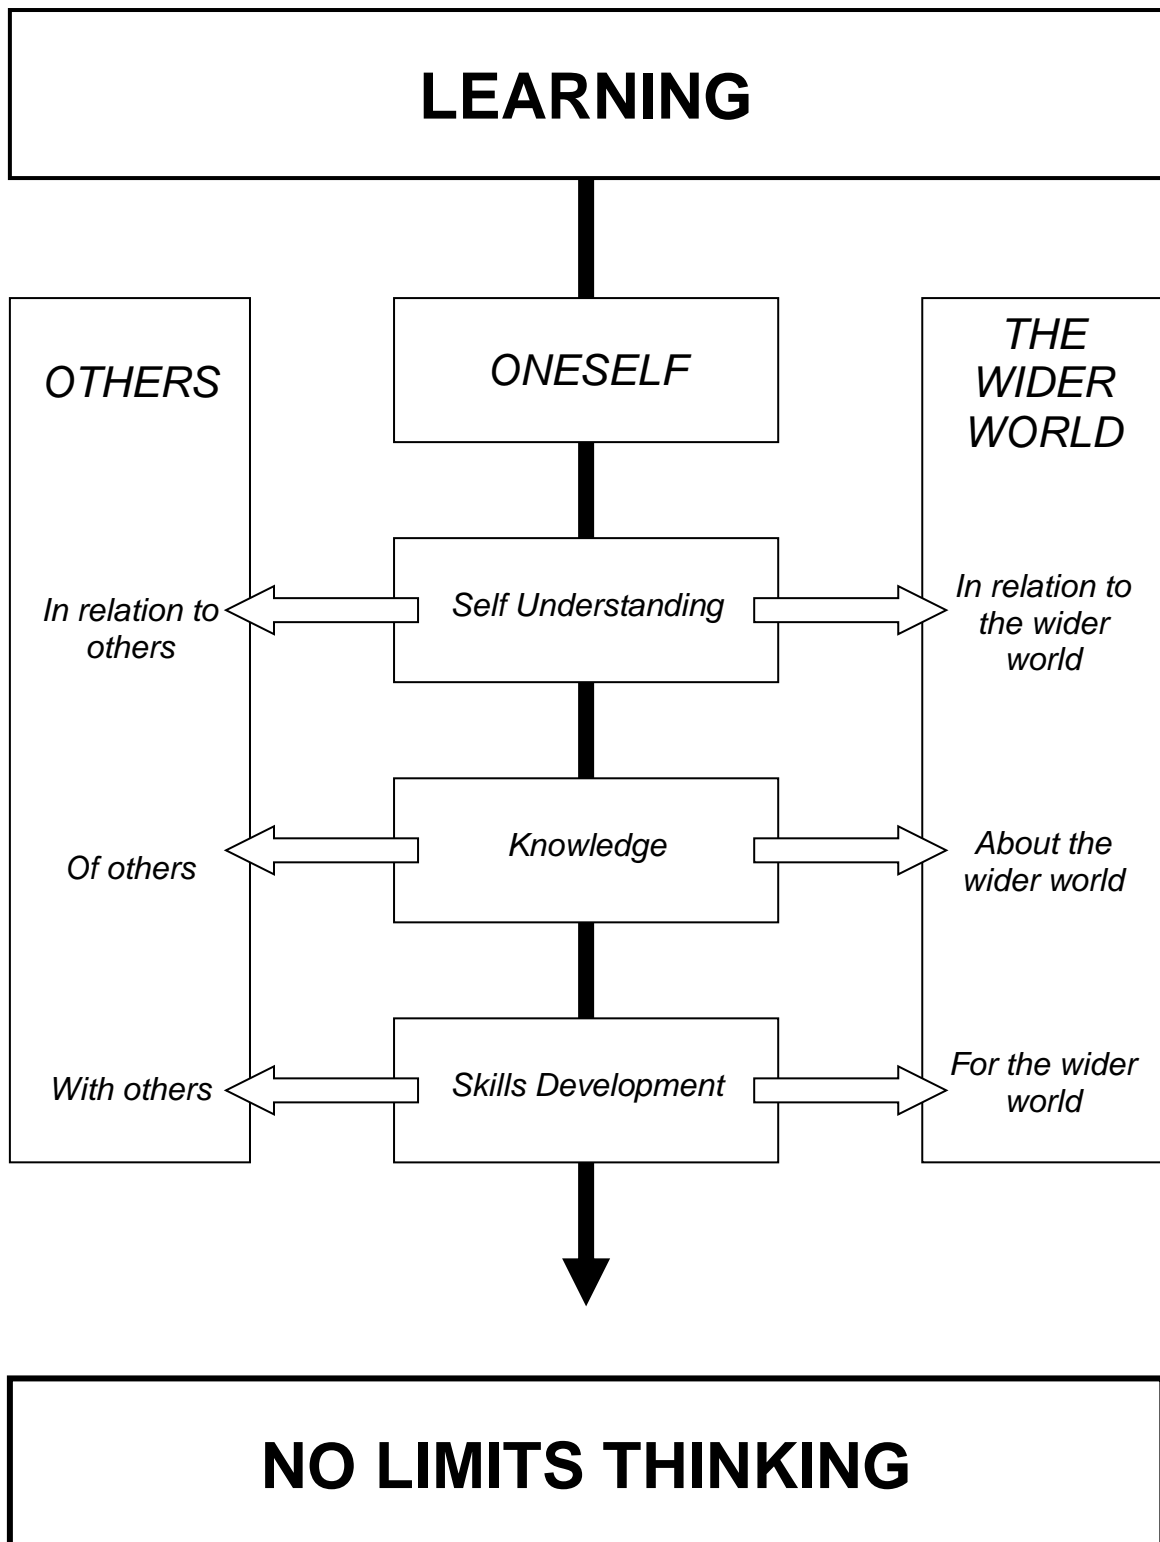 LEARNING
OTHERS
ONESELF
THE
WIDER
WORLD
In relation to
others
Self Understanding
In relation to
the wider
world
Of others
Knowledge
About the
wider world
With others
Skills Development
For the wider
world
NO LIMITS THINKING